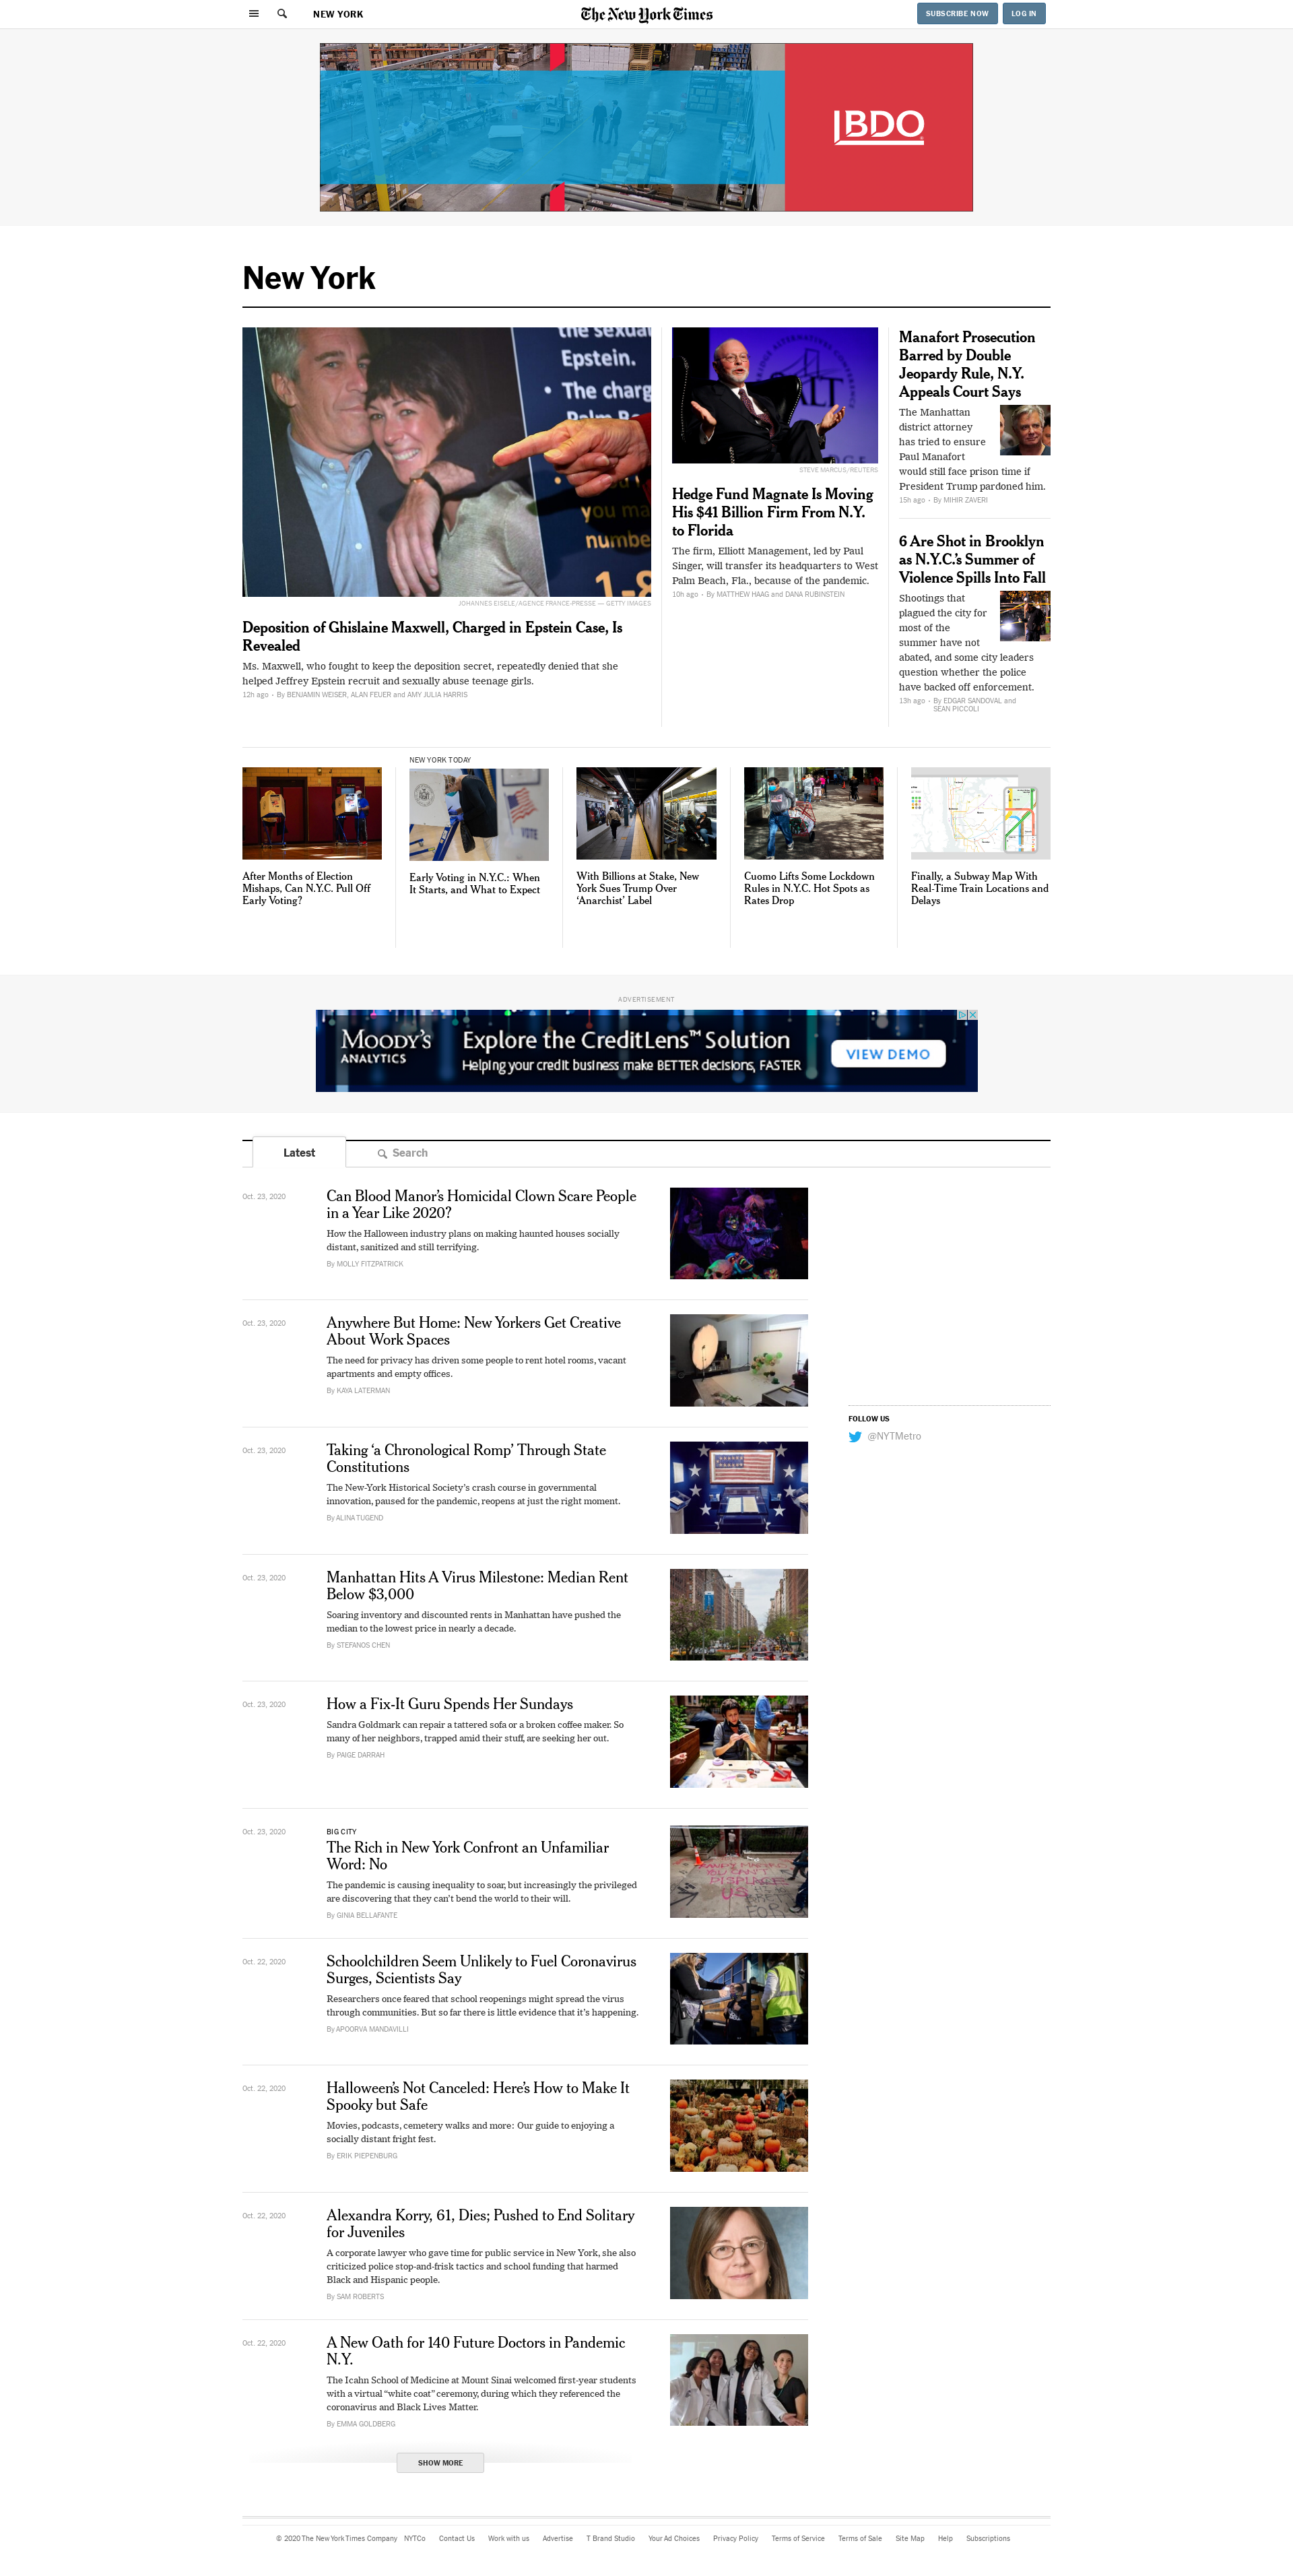 NEW YORK
The New York Times
SUBSCRIBE NOW
LOG IN
IBDO
New York
the sexual
Epstein.
• The charg
Palm Be
you ma
numbe
1-8
JOHANNES EISELE/AGENCE FRANCE-PRESSE — GETTY IMAGES
Deposition of Ghislaine Maxwell, Charged in Epstein Case, Is
Revealed
Ms. Maxwell, who fought to keep the deposition secret, repeatedly denied that she
helped Jeffrey Epstein recruit and sexually abuse teenage girls.
12h ago • By BENJAMIN WEISER, ALAN FEUER and AMY JULIA HARRIS
STEVE MARCUS/REUTERS
Hedge Fund Magnate Is Moving
His $41 Billion Firm From N.Y.
to Florida
The firm, Elliott Management, led by Paul
Singer, will transfer its headquarters to West
Palm Beach, Fla., because of the pandemic.
10h ago • By MATTHEW HAAG and DANA RUBINSTEIN
Manafort Prosecution
Barred by Double
Jeopardy Rule, N.Y.
Appeals Court Says
The Manhattan
district attorney
has tried to ensure
Paul Manafort
would still face prison time if
President Trump pardoned him.
15h ago • By MIHIR ZAVERI
6 Are Shot in Brooklyn
as N.Y.C.’s Summer of
Violence Spills Into Fall
Shootings that
plagued the city for
most of the
summer have not
abated, and some city leaders
question whether the police
have backed off enforcement.
13h ago • By EDGAR SANDOVAL and
SEAN PICCOLI
After Months of Election
Mishaps, Can N.Y.C. Pull Off
Early Voting?
NEW YORK TODAY
VOTE
Early Voting in N.Y.C.: When
It Starts, and What to Expect
With Billions at Stake, New
York Sues Trump Over
‘Anarchist’ Label
Cuomo Lifts Some Lockdown
Rules in N.Y.C. Hot Spots as
Rates Drop
Finally, a Subway Map With
Real-Time Train Locations and
Delays
ADVERTISEMENT
MOODY'S
ANALYTICS
Explore the CreditLens™ Solution
Helping your credit business make BETTER decisions, FASTER
VIEW DEMO
Latest
Search
Oct. 23, 2020
Can Blood Manor’s Homicidal Clown Scare People
in a Year Like 2020?
How the Halloween industry plans on making haunted houses socially
distant, sanitized and still terrifying.
By MOLLY FITZPATRICK
Oct. 23, 2020
Anywhere But Home: New Yorkers Get Creative
About Work Spaces
The need for privacy has driven some people to rent hotel rooms, vacant
apartments and empty offices.
By KAYA LATERMAN
FOLLOW US
@NYTMetro
Oct. 23, 2020
Taking ‘a Chronological Romp’ Through State
Constitutions
The New-York Historical Society’s crash course in governmental
innovation, paused for the pandemic, reopens at just the right moment.
By ALINA TUGEND
Oct. 23, 2020
Manhattan Hits A Virus Milestone: Median Rent
Below $3,000
Soaring inventory and discounted rents in Manhattan have pushed the
median to the lowest price in nearly a decade.
By STEFANOS CHEN
Oct. 23, 2020
How a Fix-It Guru Spends Her Sundays
Sandra Goldmark can repair a tattered sofa or a broken coffee maker. So
many of her neighbors, trapped amid their stuff, are seeking her out.
By PAIGE DARRAH
Oct. 23, 2020
BIG CITY
The Rich in New York Confront an Unfamiliar
Word: No
The pandemic is causing inequality to soar, but increasingly the privileged
are discovering that they can’t bend the world to their will.
By GINIA BELLAFANTE
Oct. 22, 2020
Schoolchildren Seem Unlikely to Fuel Coronavirus
Surges, Scientists Say
Researchers once feared that school reopenings might spread the virus
through communities. But so far there is little evidence that it’s happening.
By APOORVA MANDAVILLI
Oct. 22, 2020
Halloween’s Not Canceled: Here’s How to Make It
Spooky but Safe
Movies, podcasts, cemetery walks and more: Our guide to enjoying a
socially distant fright fest.
By ERIK PIEPENBURG
Oct. 22, 2020
Alexandra Korry, 61, Dies; Pushed to End Solitary
for Juveniles
A corporate lawyer who gave time for public service in New York, she also
criticized police stop-and-frisk tactics and school funding that harmed
Black and Hispanic people.
By SAM ROBERTS
Oct. 22, 2020
A New Oath for 140 Future Doctors in Pandemic
N.Y.
The Icahn School of Medicine at Mount Sinai welcomed first-year students
with a virtual “white coat” ceremony, during which they referenced the
coronavirus and Black Lives Matter.
By EMMA GOLDBERG
SHOW MORE
© 2020 The New York Times Company NYTCo Contact Us Work with us Advertise T Brand Studio Your Ad Choices Privacy Policy Terms of Service Terms of Sale Site Map Help Subscriptions